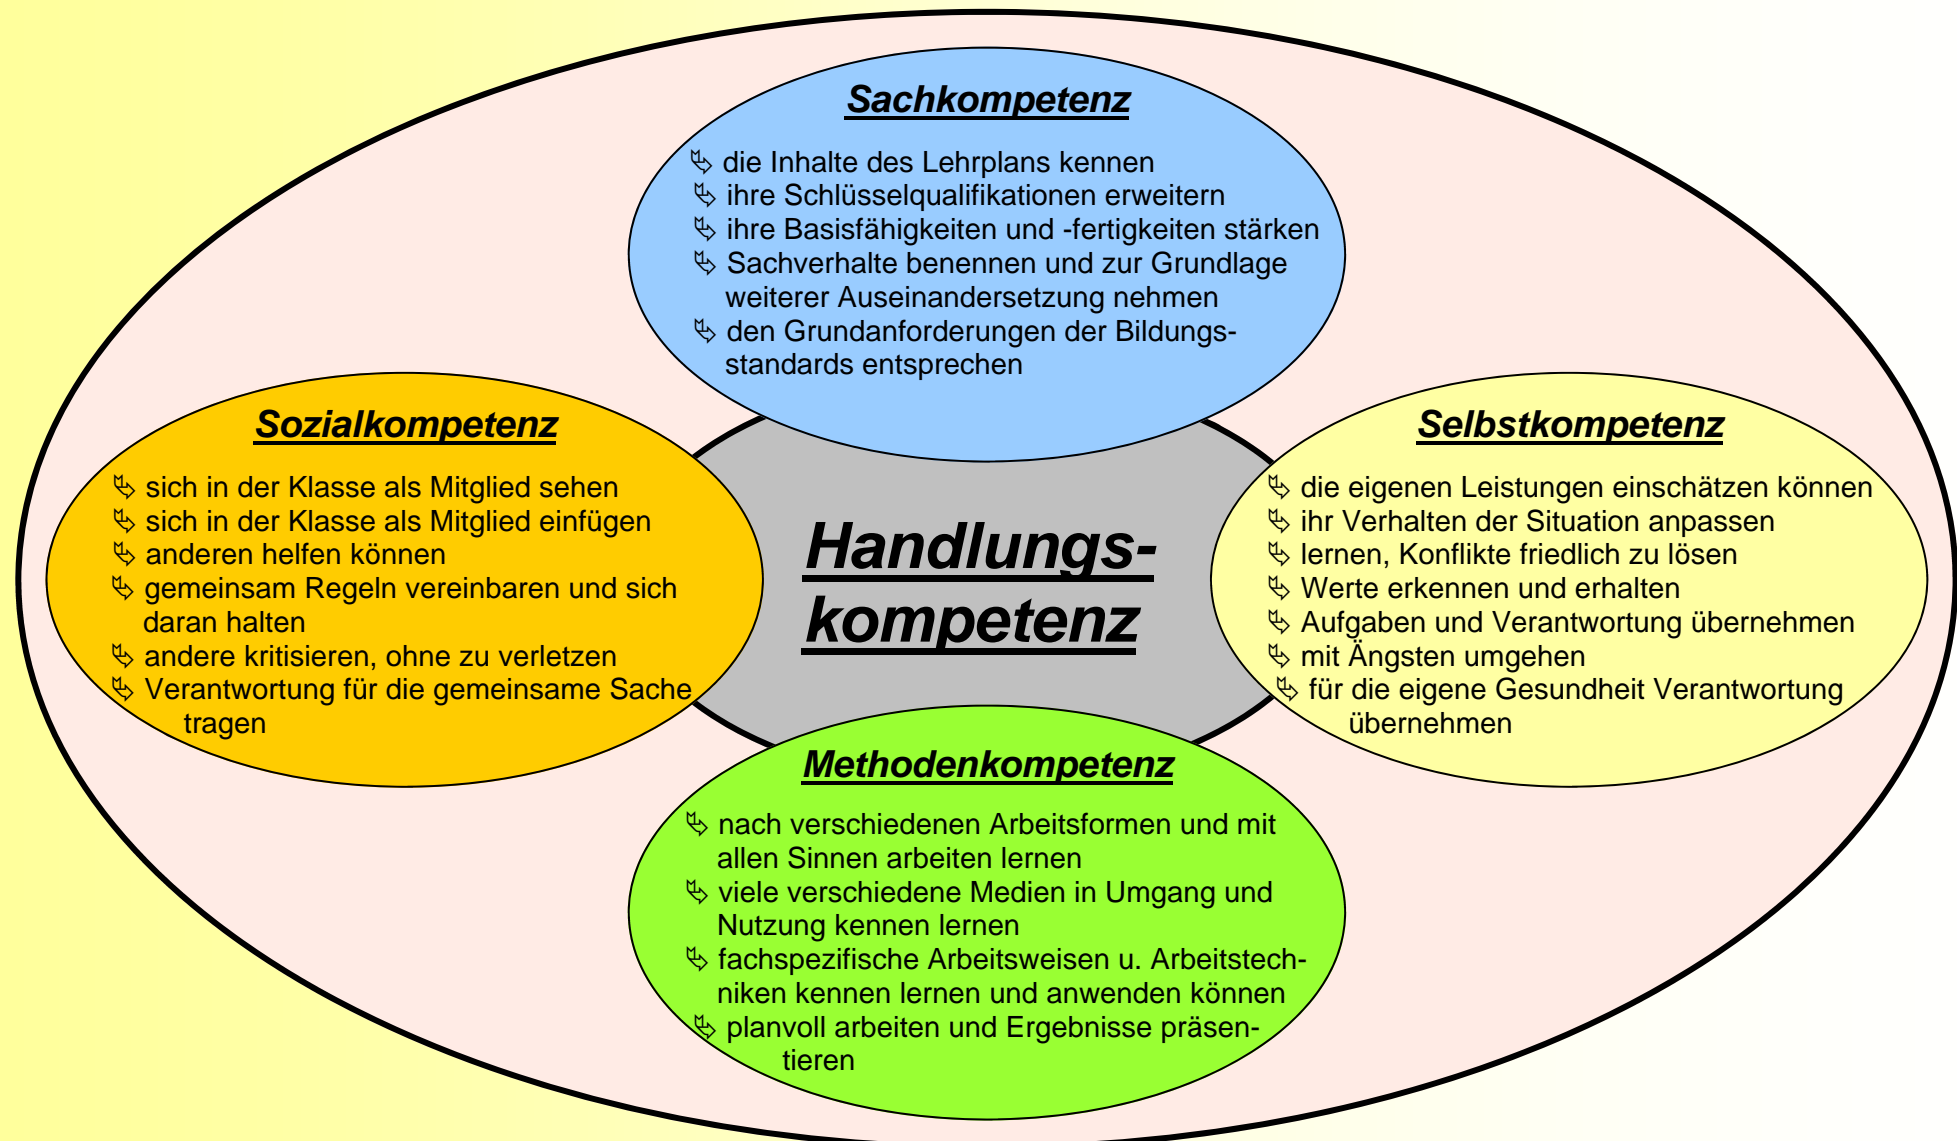 Sachkompetenz
die Inhalte des Lehrplans kennen
ihre Schlüsselqualifikationen erweitern
ihre Basisfähigkeiten und -fertigkeiten stärken
Sachverhalte benennen und zur Grundlage
weiterer Auseinandersetzung nehmen
den Grundanforderungen der Bildungs-
standards entsprechen
Sozialkompetenz
sich in der Klasse als Mitglied sehen
sich in der Klasse als Mitglied einfügen
anderen helfen können
gemeinsam Regeln vereinbaren und sich
daran halten
andere kritisieren, ohne zu verletzen
Verantwortung für die gemeinsame Sache
tragen
Handlungs-
kompetenz
Selbstkompetenz
die eigenen Leistungen einschätzen können
ihr Verhalten der Situation anpassen
lernen, Konflikte friedlich zu lösen
Werte erkennen und erhalten
Aufgaben und Verantwortung übernehmen
mit Ängsten umgehen
für die eigene Gesundheit Verantwortung
übernehmen
Methodenkompetenz
nach verschiedenen Arbeitsformen und mit
allen Sinnen arbeiten lernen
viele verschiedene Medien in Umgang und
Nutzung kennen lernen
fachspezifische Arbeitsweisen u. Arbeitstech-
niken kennen lernen und anwenden können
planvoll arbeiten und Ergebnisse präsen-
tieren